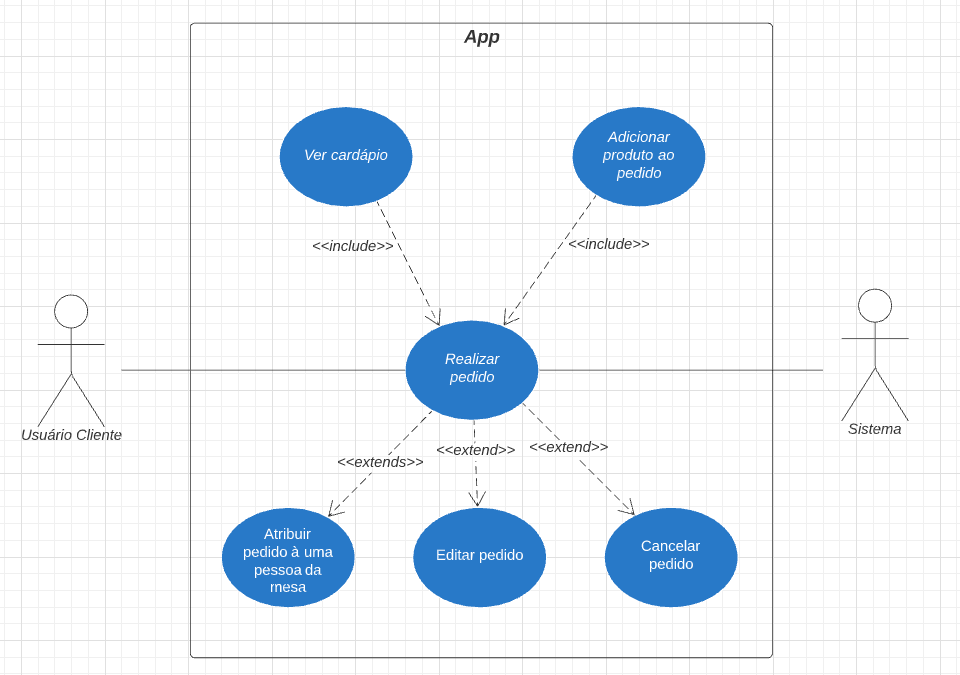 App
Ver cardápio
Adicionar
produto ao
pedido
<<include>>
<<include>>
Realizar
pedido
Usuário Cliente
Sistema
<<extends>>
<<extend>>
<<extend>>
Atribuir
pedido à uma
pessoa da
mesa
Editar pedido
Cancelar
pedido